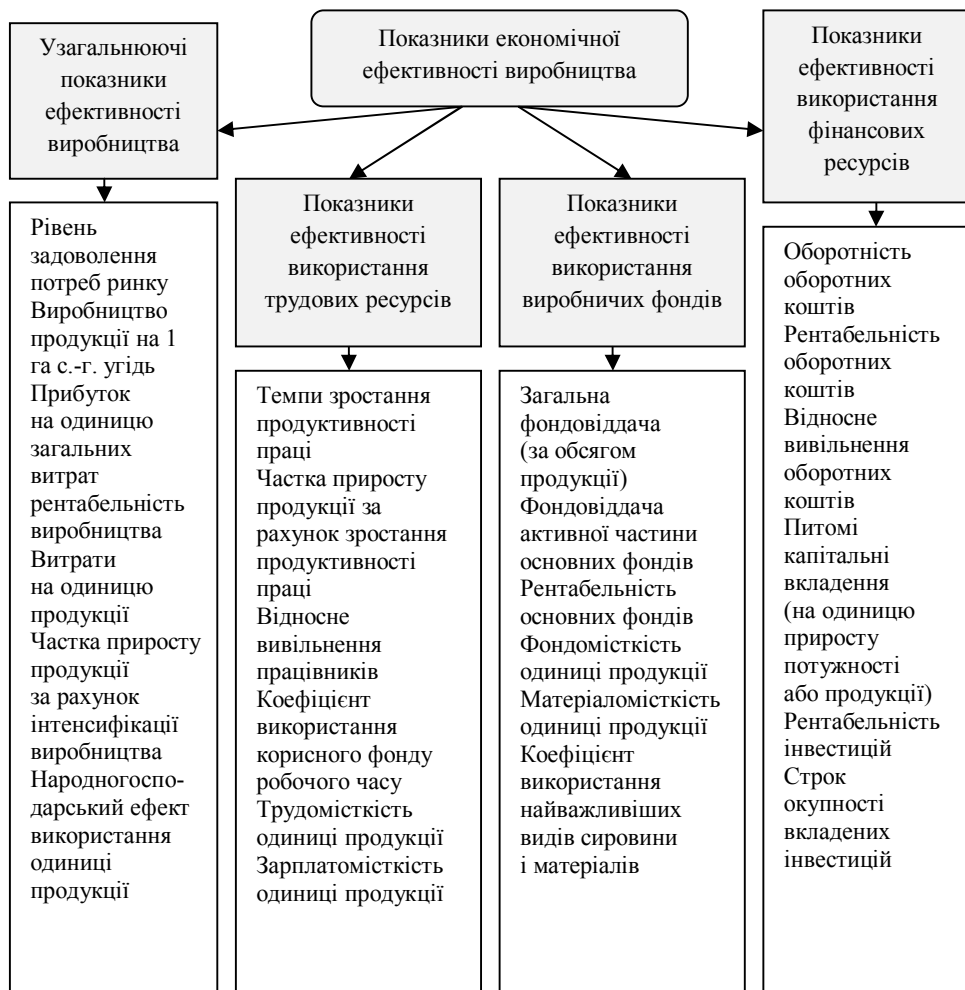 Показники економічної
ефективності виробництва
Узагальнюючі
показники
ефективності
виробництва
Рівень
задоволення
потреб ринку
Виробництво
продукції на 1
га с.-г. угідь
Прибуток
на одиницю
загальних
витрат
рентабельність
виробництва
Витрати
на одиницю
продукції
Частка приросту
продукції
за рахунок
інтенсифікації
виробництва
Народногоспо-
дарський ефект
використання
одиниці
продукції
Показники
ефективності
використання
трудових ресурсів
Темпи зростання
продуктивності
праці
Частка приросту
продукції за
рахунок зростання
продуктивності
праці
Відносне
вивільнення
працівників
Коефіцієнт
використання
корисного фонду
робочого часу
Трудомісткість
одиниці продукції
Зарплатомісткість
одиниці продукції
Показники
ефективності
використання
виробничих фондів
Загальна
фондовіддача
(за обсягом
продукції)
Фондовіддача
активної частини
основних фондів
Рентабельність
основних фондів
Фондомісткість
одиниці продукції
Матеріаломісткість
одиниці продукції
Коефіцієнт
використання
найважливіших
видів сировини
і матеріалів
Показники
ефективності
використання
фінансових
ресурсів
Оборотність
оборотних
коштів
Рентабельність
оборотних
коштів
Відносне
вивільнення
оборотних
коштів
Питомі
капітальні
вкладення
(на одиницю
приросту
потужності
або продукції)
Рентабельність
інвестицій
Строк
окупності
вкладених
інвестицій